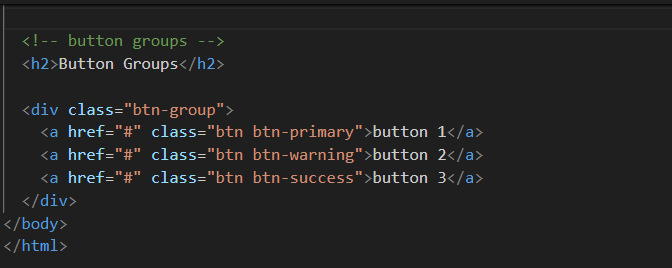 <!-- button groups -->
<h2>Button Groups</h2>
<div class="btn-group">
<a href="#" class="btn btn-primary">button 1</a>
<a href="#" class="btn btn-warning">button 2</a>
<a href="#" class="btn btn-success">button 3</a>
</div>
</body>
</html>